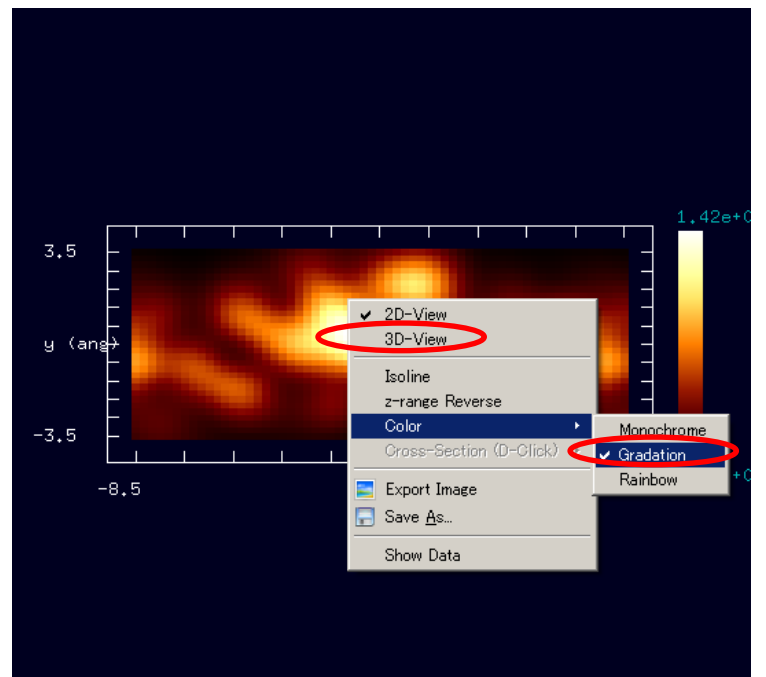 1.42e+0
3.5
y (ang)
-3.5
-8.5
✔ 2D-View
3D-View
Isoline
z-range Reverse
Color
Cross-Section (D-Click)
Export Image
Save As...
Show Data
Monochrome
✔ Gradation
Rainbow
+0